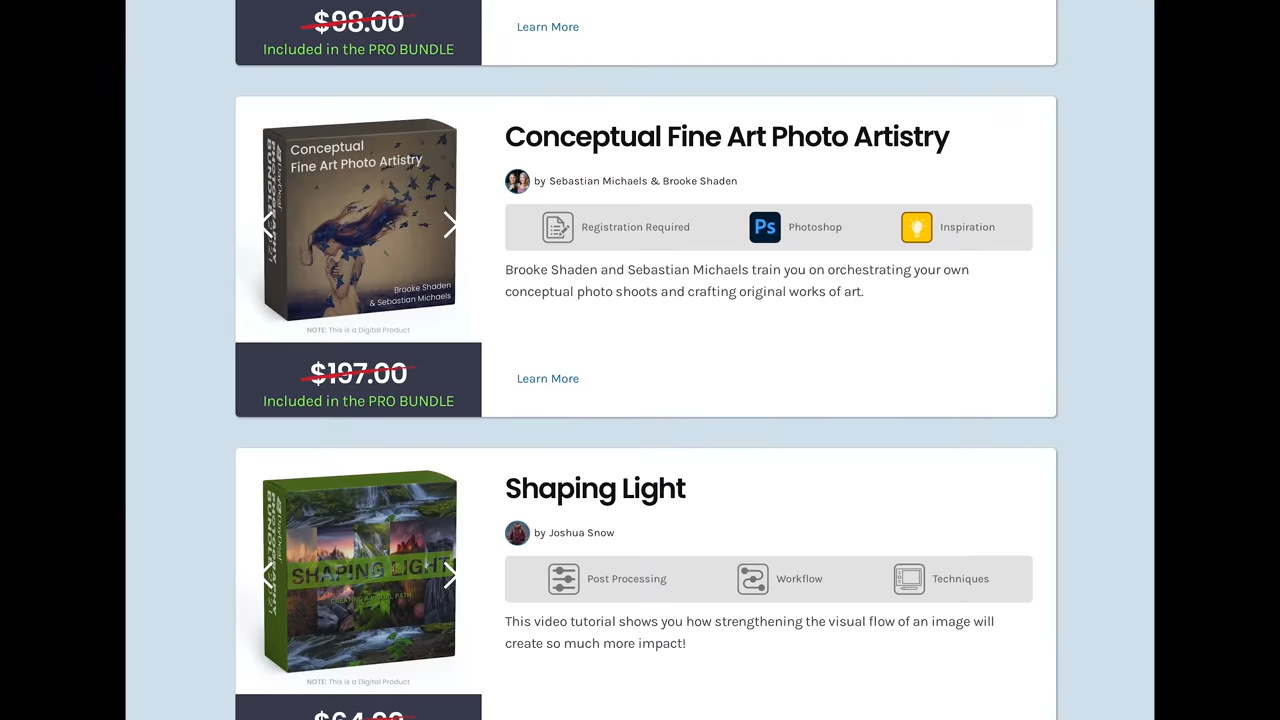 $98.00
Included in the PRO BUNDLE
Learn More
Conceptual
Fine Art Photo Artistry
Brooke Shaden
& Sebastian Michaels
NOTE: This is a Digital Product
$197.00
Included in the PRO BUNDLE
Conceptual Fine Art Photo Artistry
by Sebastian Michaels & Brooke Shaden
Registration Required
Ps Photoshop
Inspiration
Brooke Shaden and Sebastian Michaels train you on orchestrating your own
conceptual photo shoots and crafting original works of art.
Learn More
SHAPING LIGHT
CREATING A VISUAL PATH
NOTE: This is a Digital Product
$64.00
Shaping Light
by Joshua Snow
Post Processing
Workflow
Techniques
This video tutorial shows you how strengthening the visual flow of an image will
create so much more impact!